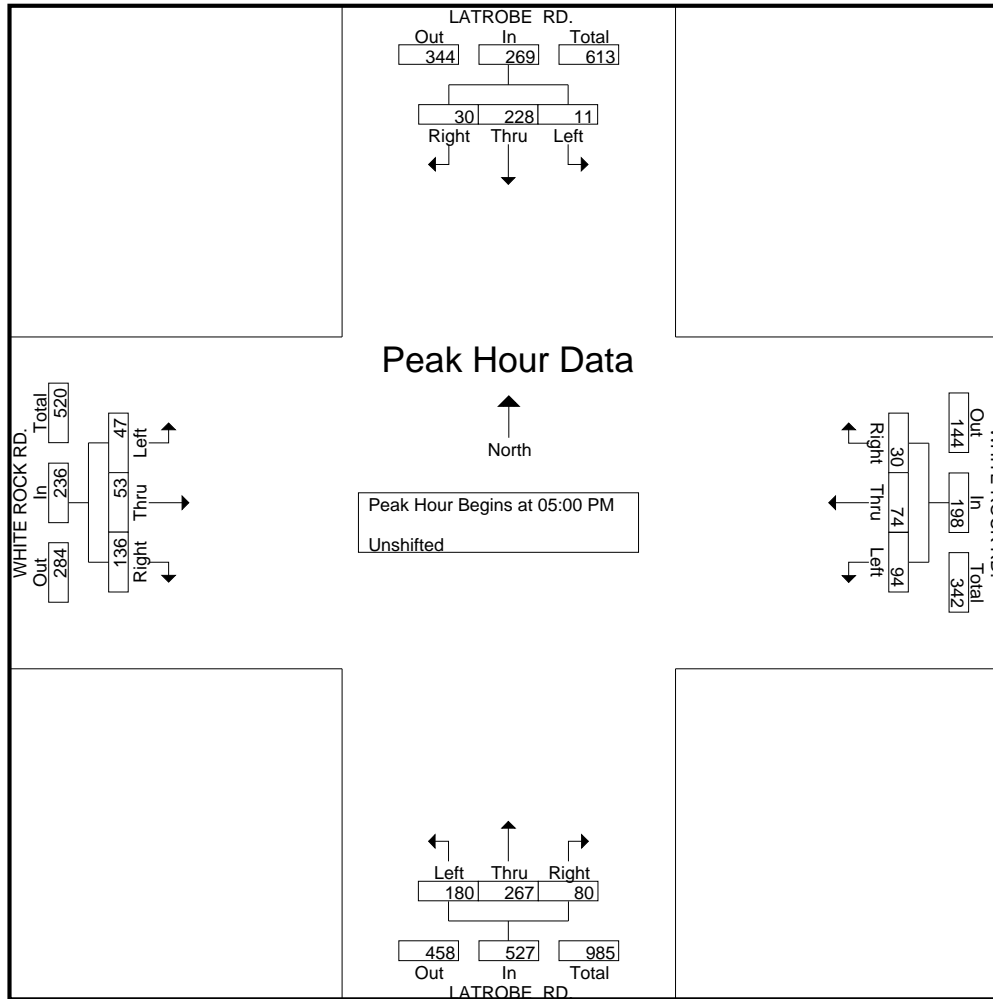 LATROBE RD.
Out In Total
344 269 613
30 228 11
Right Thru Left
Peak Hour Data
North
Peak Hour Begins at 05:00 PM
Unshifted
WHITE ROCK RD.
Total In Out
520 236 284
47 53 136
Left Thru Right
Out In Total
144 198 342
30 74 94
Right Thru Left
Left Thru Right
180 267 80
458 527 985
Out In Total
LATROBE RD.